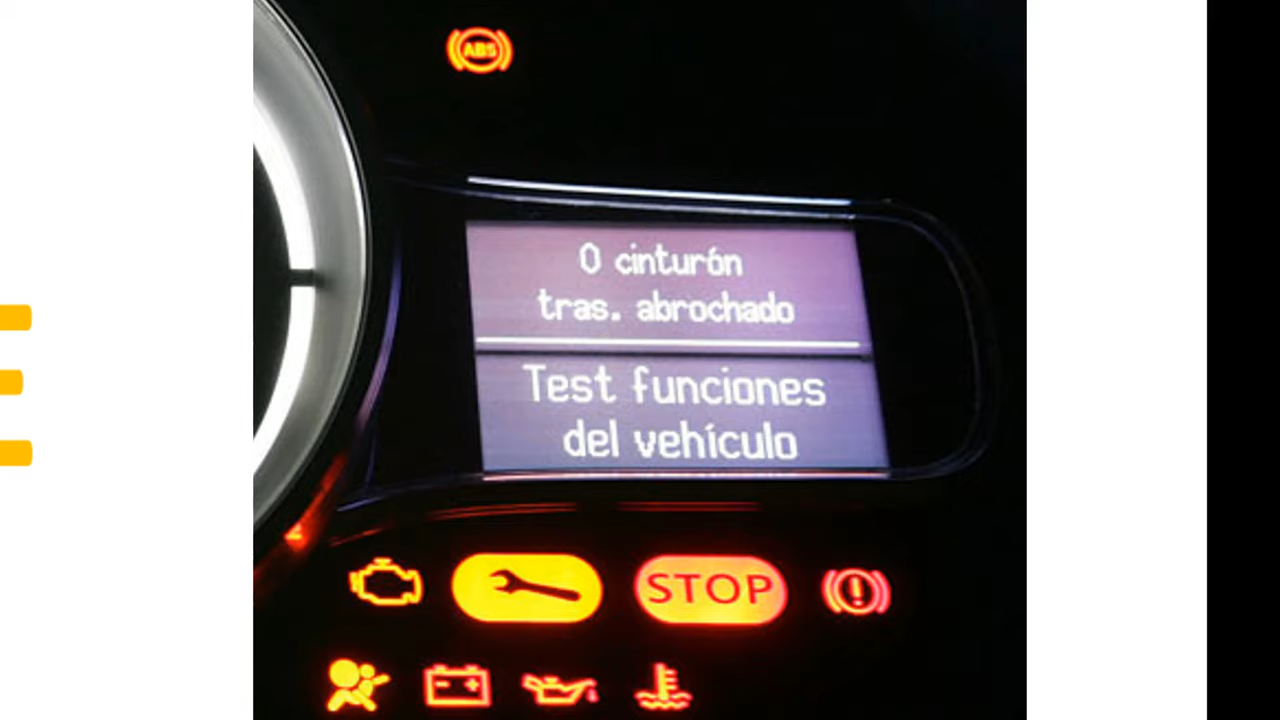 ABS
0 cinturón
tras. abrochado
Test funciones
del vehículo
STOP